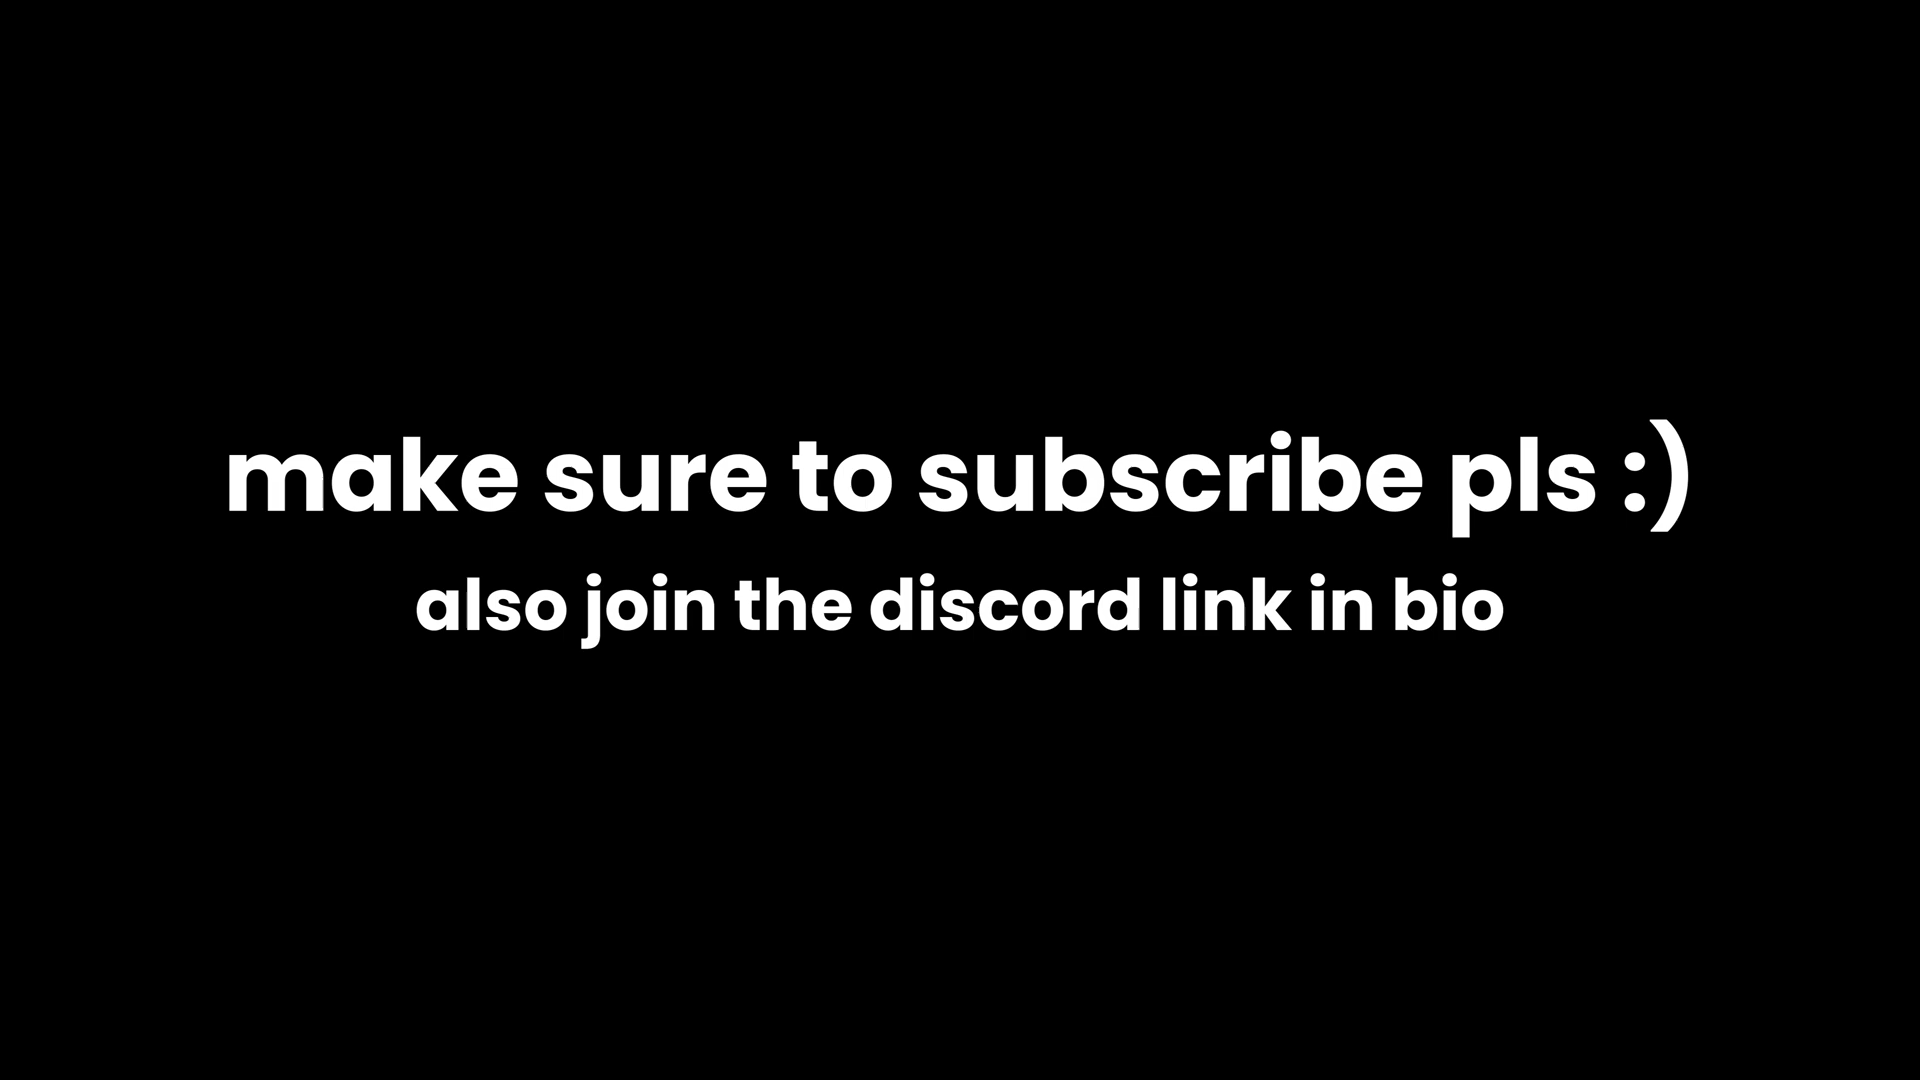 make sure to subscribe pls :)
also join the discord link in bio